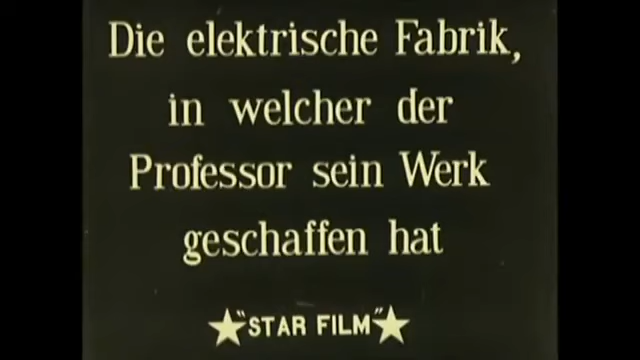 Die elektrische Fabrik,
in welcher der
Professor sein Werk
geschaffen hat
★"STAR FILM"★